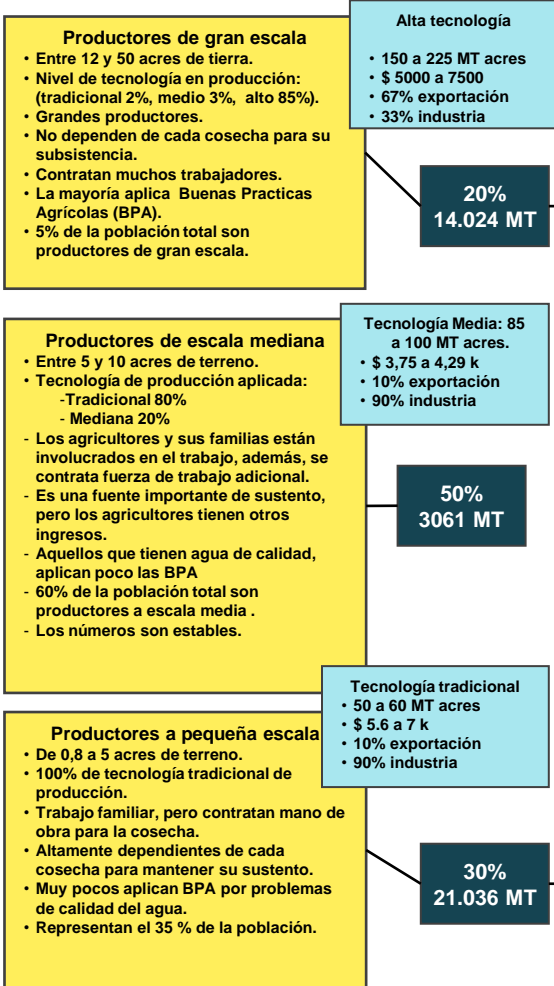 Productores de gran escala
• Entre 12 y 50 acres de tierra.
• Nivel de tecnología en producción:
(tradicional 2%, medio 3%, alto 85%).
• Grandes productores.
• No dependen de cada cosecha para su
subsistencia.
• Contratan muchos trabajadores.
• La mayoría aplica Buenas Practicas
Agrícolas (BPA).
• 5% de la población total son
productores de gran escala.
Alta tecnología
• 150 a 225 MT acres
• $ 5000 a 7500
• 67% exportación
• 33% industria
20%
14.024 MT
Productores de escala mediana
• Entre 5 y 10 acres de terreno.
• Tecnología de producción aplicada:
-Tradicional 80%
- Mediana 20%
- Los agricultores y sus familias están
involucrados en el trabajo, además, se
contrata fuerza de trabajo adicional.
- Es una fuente importante de sustento,
pero los agricultores tienen otros
ingresos.
- Aquellos que tienen agua de calidad,
aplican poco las BPA
- 60% de la población total son
productores a escala media .
- Los números son estables.
Tecnología Media: 85
a 100 MT acres.
• $ 3,75 a 4,29 k
• 10% exportación
• 90% industria
50%
3061 MT
Productores a pequeña escala
• De 0,8 a 5 acres de terreno.
• 100% de tecnología tradicional de
producción.
• Trabajo familiar, pero contratan mano de
obra para la cosecha.
• Altamente dependientes de cada
cosecha para mantener su sustento.
• Muy pocos aplican BPA por problemas
de calidad del agua.
• Representan el 35 % de la población.
Tecnología tradicional
• 50 a 60 MT acres
• $ 5.6 a 7 k
• 10% exportación
• 90% industria
30%
21.036 MT